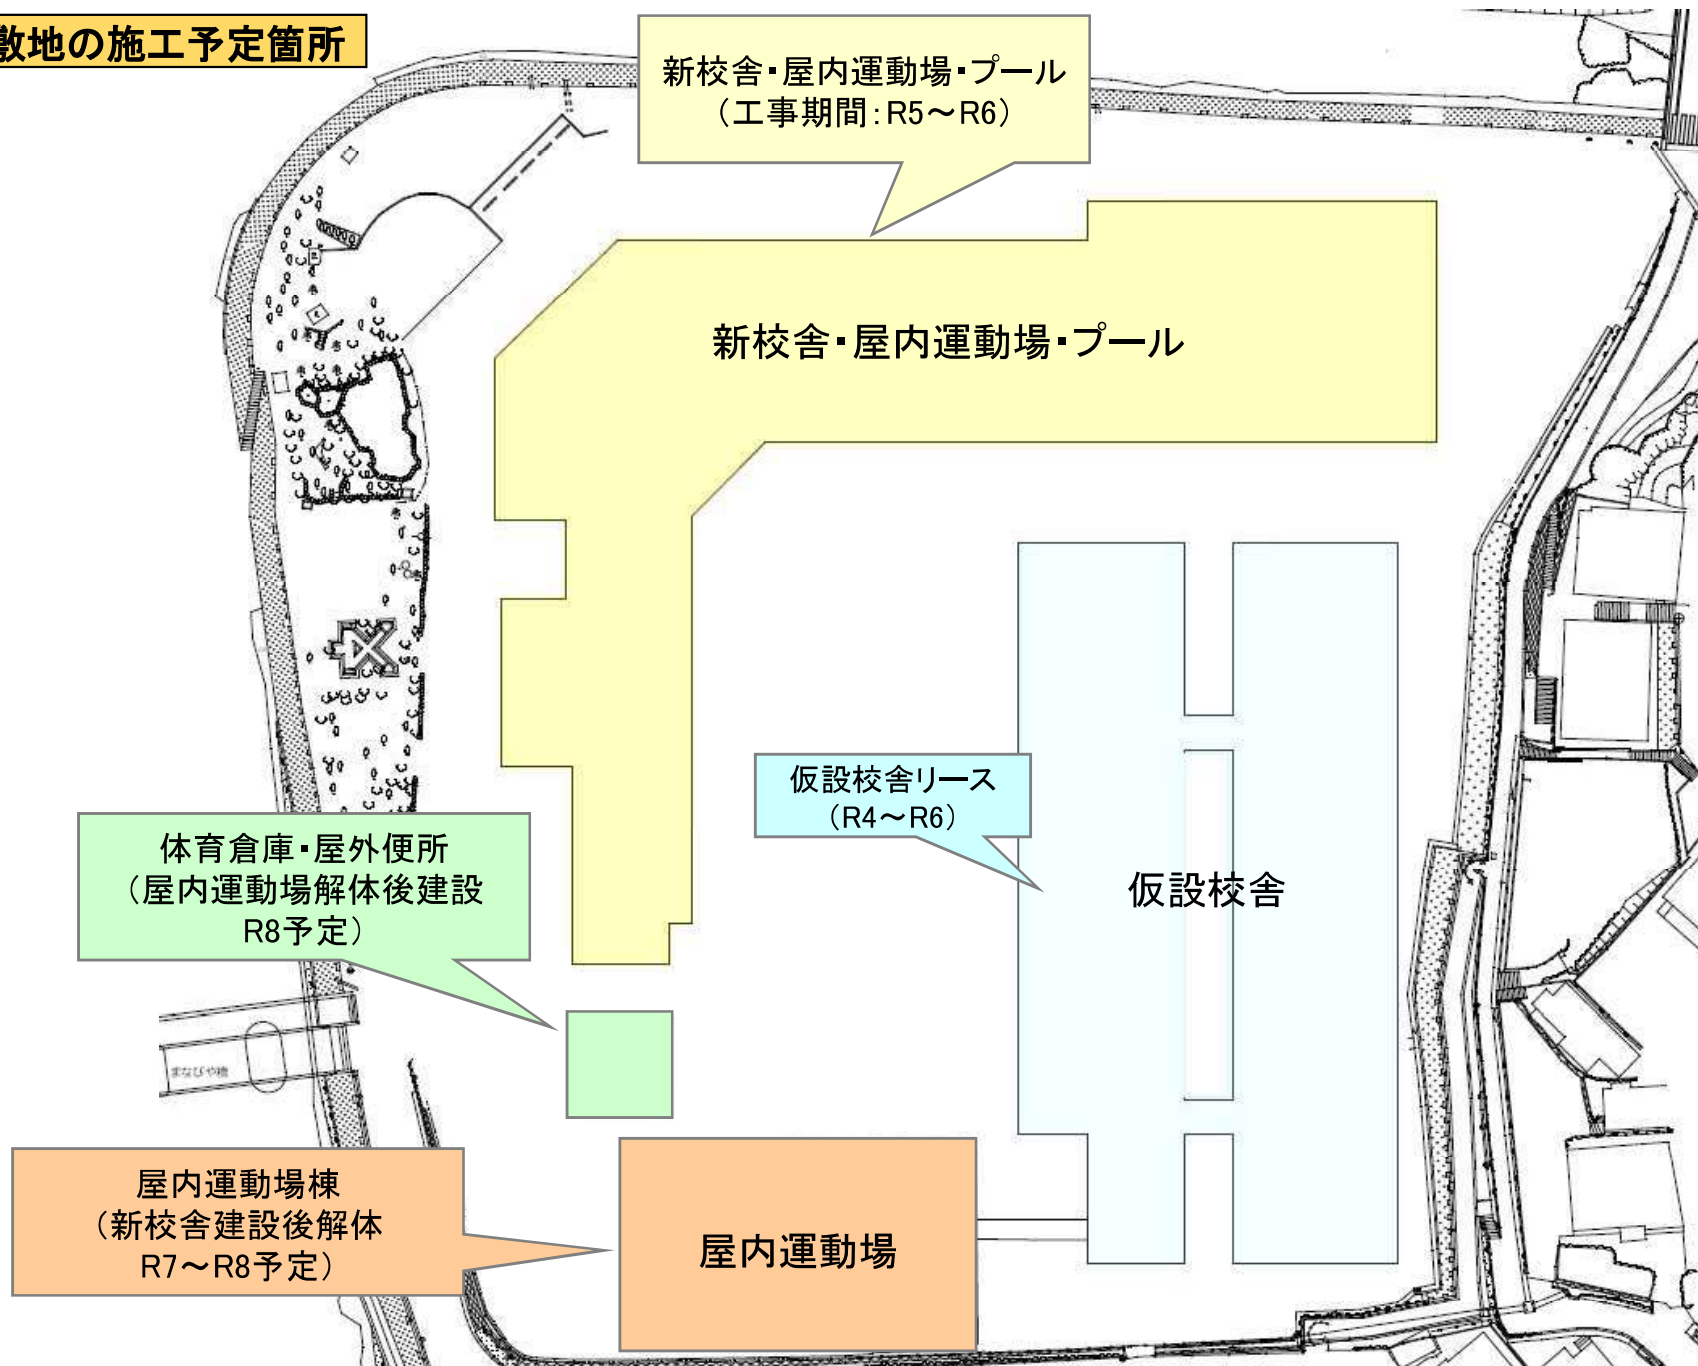 敷地の施工予定箇所
新校舎・屋内運動場・プール
（工事期間：R5～R6）
新校舎・屋内運動場・プール
仮設校舎リース
（R4～R6）
仮設校舎
体育倉庫・屋外便所
（屋内運動場解体後建設
R8予定）
まなびや橋
屋内運動場棟
（新校舎建設後解体
R7～R8予定）
屋内運動場